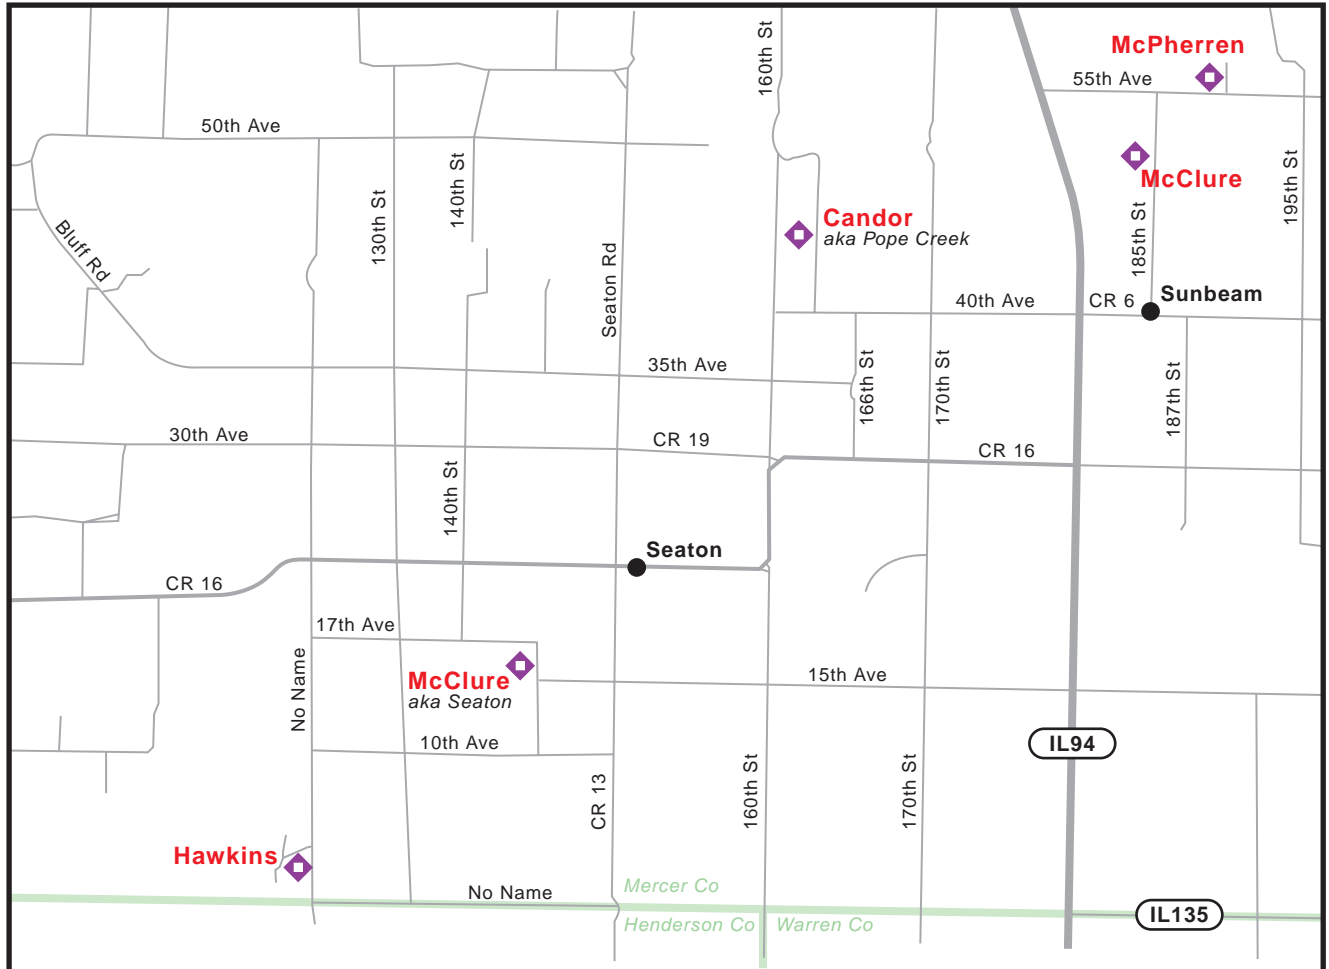 McPherren
55th Ave
160th St
50th Ave
McClure
195th St
140th St
130th St
Candor
aka Pope Creek
185th St
Bluff Rd
Seaton Rd
Sunbeam
40th Ave
CR 6
35th Ave
166th St
170th St
187th St
30th Ave
CR 19
CR 16
140th St
Seaton
CR 16
17th Ave
No Name
McClure
aka Seaton
15th Ave
10th Ave
IL94
CR 13
160th St
170th St
Hawkins
No Name
Mercer Co
Henderson Co
Warren Co
IL135